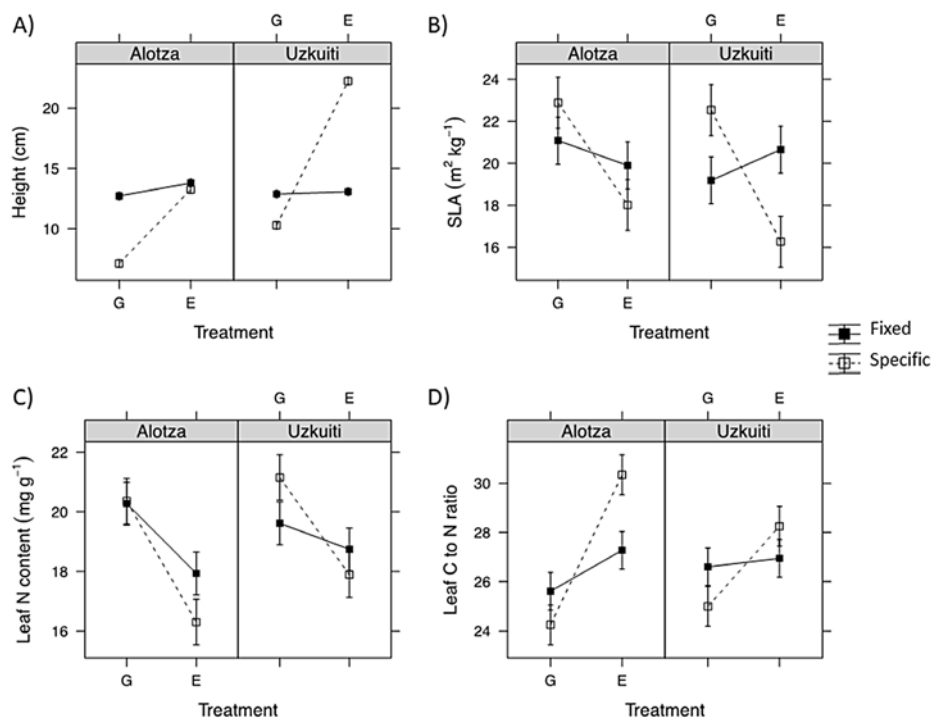 A)
G E
Alotza Uzkuiti
Height (cm)
20
15
10
G E
Treatment
B)
G E
Alotza Uzkuiti
SLA (m² kg⁻¹)
24
22
20
18
16
G E
Treatment
Fixed
Specific
C)
G E
Alotza Uzkuiti
Leaf N content (mg g⁻¹)
22
20
18
16
G E
Treatment
D)
G E
Alotza Uzkuiti
Leaf C to N ratio
30
28
26
24
G E
Treatment